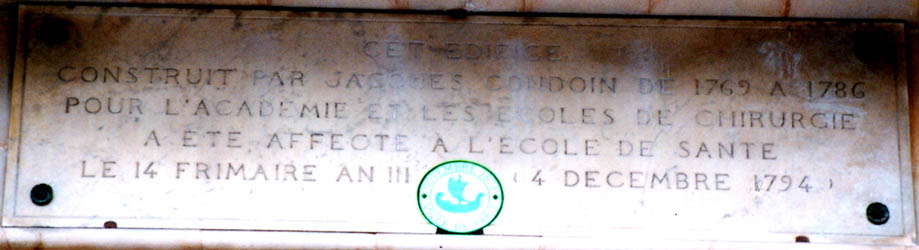 CET EDIFICE
CONSTRUIT PAR JACQUES CONDOIN DE 1769 A 1786
POUR L'ACADEMIE ET LES ECOLES DE CHIRURGIE
A ETE AFFECTE A L'ECOLE DE SANTE
LE 14 FRIMAIRE AN III ( 4 DECEMBRE 1794 )